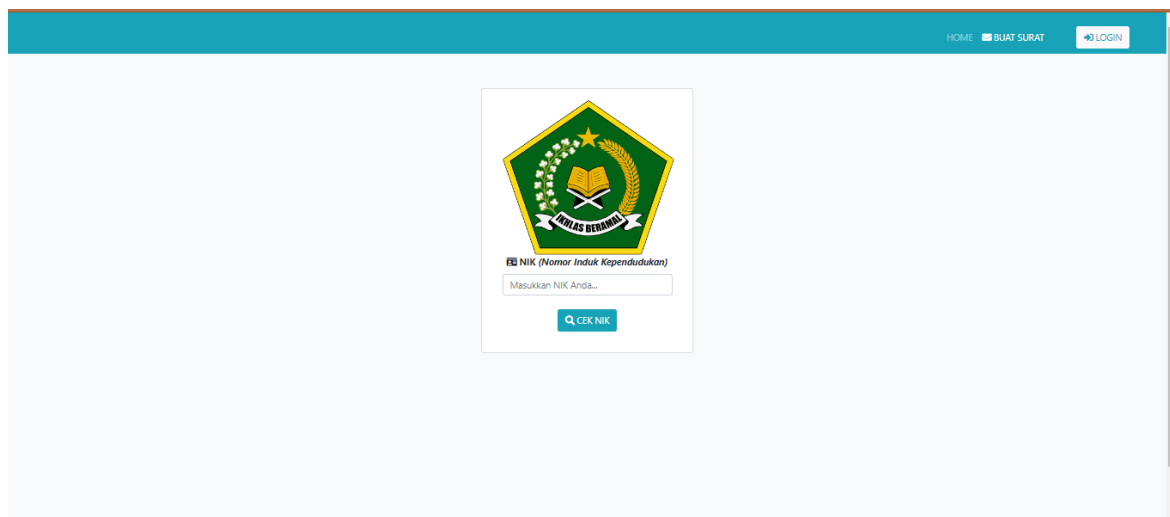 HOME BUAT SURAT LOGIN
IKHLAS BERAMAL
NIK (Nomor Induk Kependudukan)
Masukkan NIK Anda...
CEK NIK